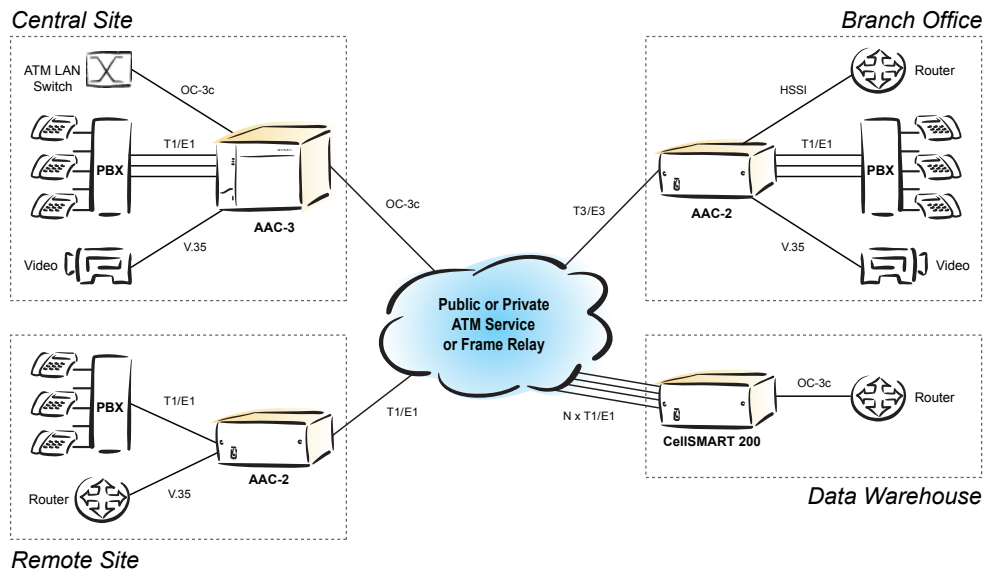 Central Site
ATM LAN
Switch
OC-3c
T1/E1
PBX
AAC-3
V.35
Video
OC-3c
Branch Office
Router
HSSI
T1/E1
PBX
AAC-2
T3/E3
V.35
Video
Public or Private
ATM Service
or Frame Relay
PBX
T1/E1
T1/E1
AAC-2
V.35
Router
Remote Site
N x T1/E1
OC-3c
Router
CellSMART 200
Data Warehouse